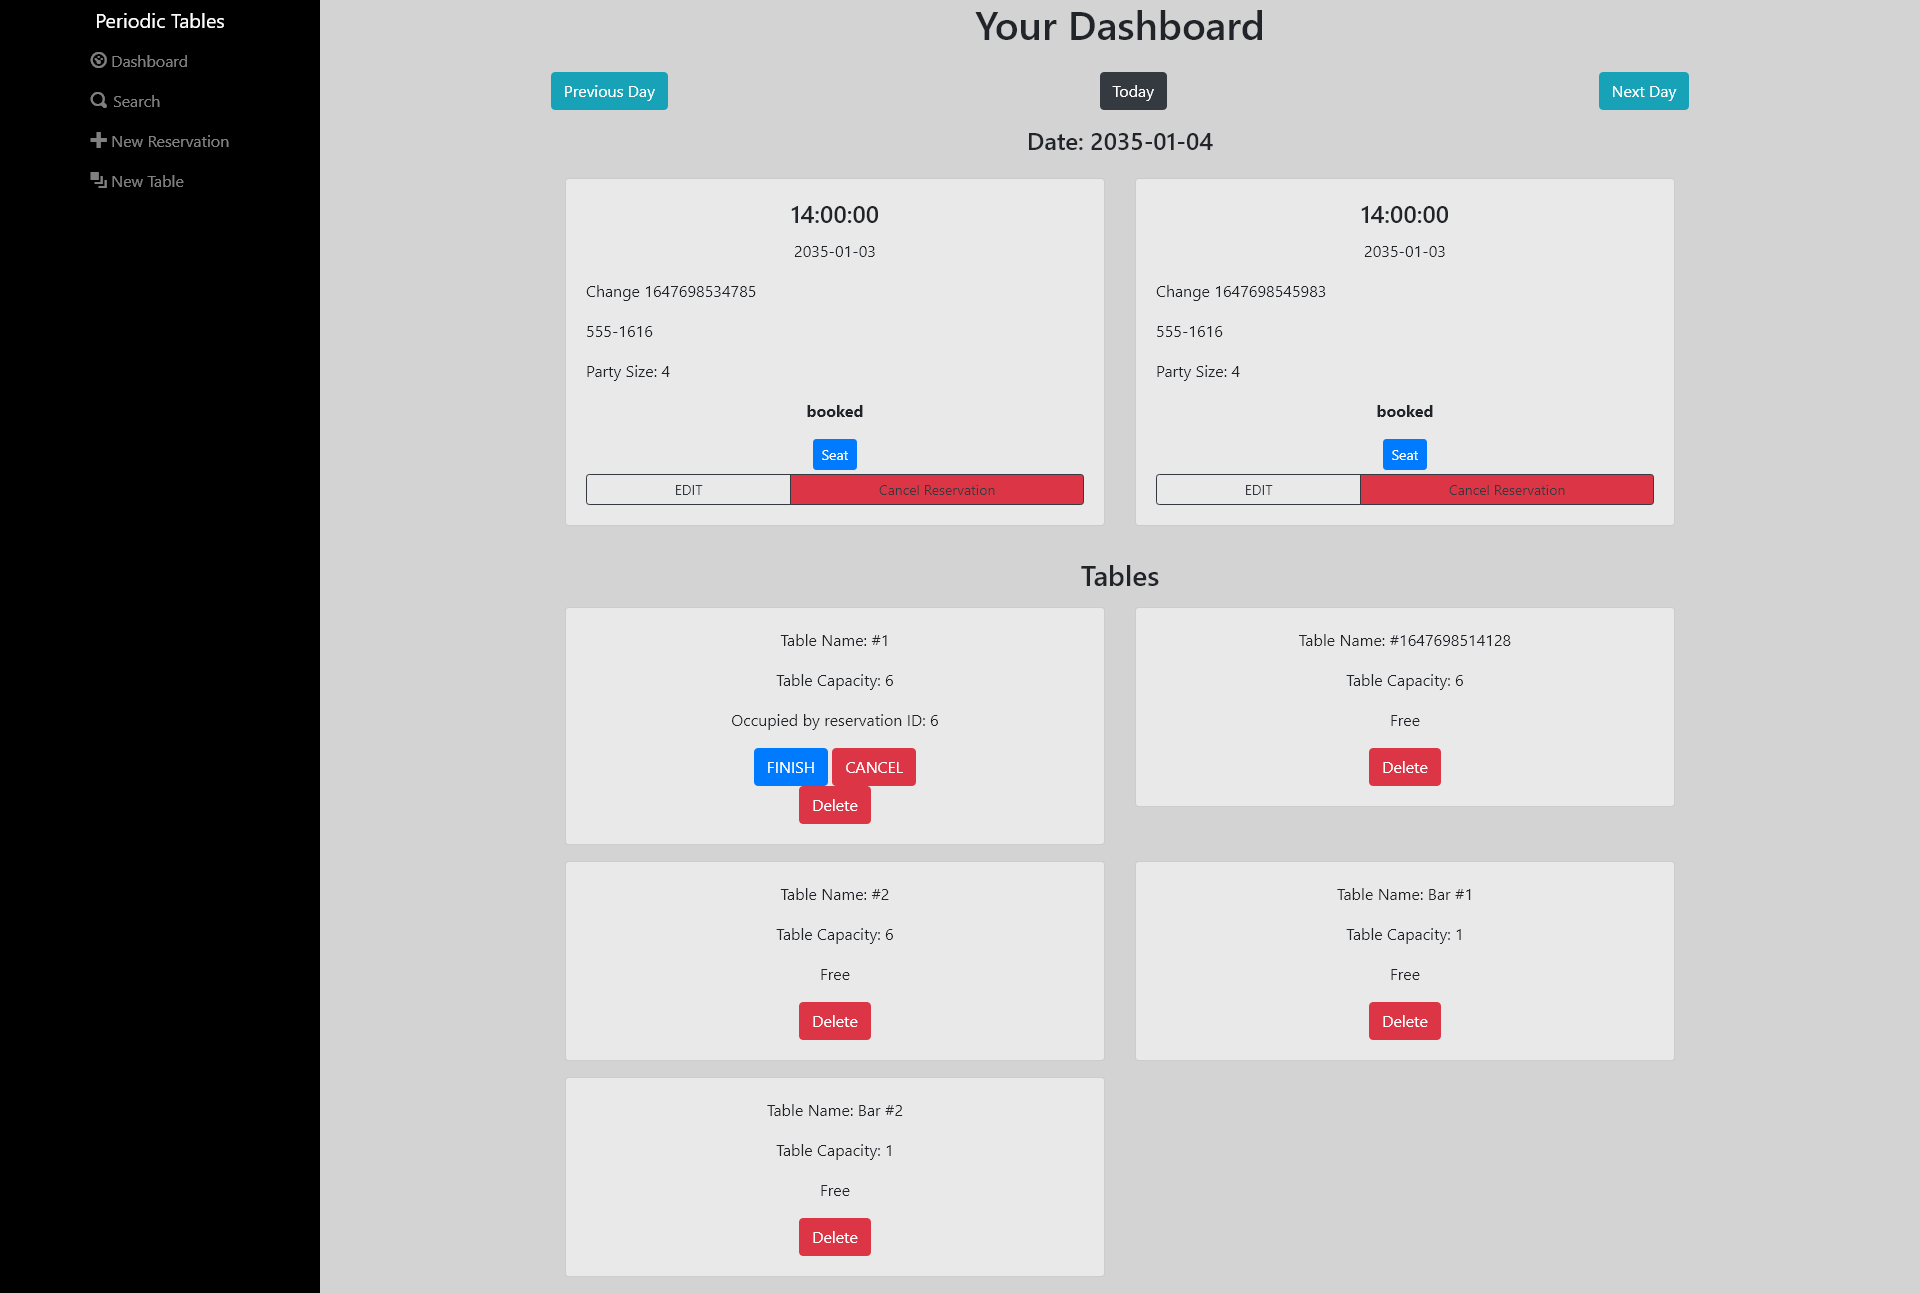 Periodic Tables
Dashboard
Search
New Reservation
New Table
Your Dashboard
Previous Day
Today
Next Day
Date: 2035-01-04
14:00:00
2035-01-03
Change 1647698534785
555-1616
Party Size: 4
booked
Seat
EDIT
Cancel Reservation
14:00:00
2035-01-03
Change 1647698545983
555-1616
Party Size: 4
booked
Seat
EDIT
Cancel Reservation
Tables
Table Name: #1
Table Capacity: 6
Occupied by reservation ID: 6
FINISH
CANCEL
Delete
Table Name: #1647698514128
Table Capacity: 6
Free
Delete
Table Name: #2
Table Capacity: 6
Free
Delete
Table Name: Bar #1
Table Capacity: 1
Free
Delete
Table Name: Bar #2
Table Capacity: 1
Free
Delete